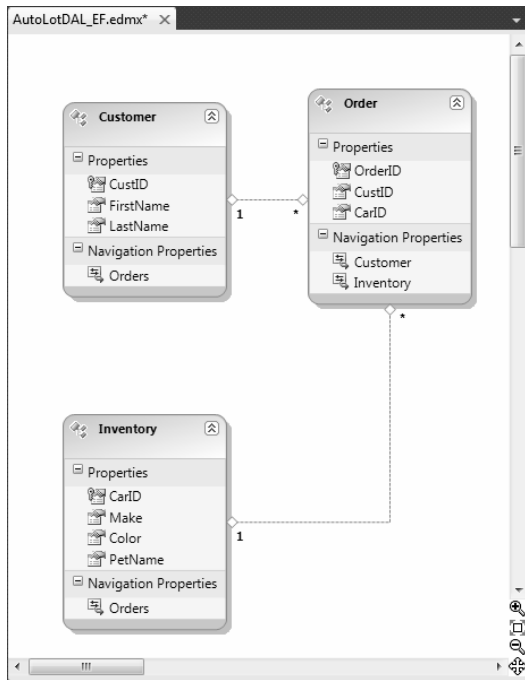 AutoLotDAL_EF.edmx*
Customer
Properties
CustID
FirstName
LastName
Navigation Properties
Orders
1
*
Order
Properties
OrderID
CustID
CarID
Navigation Properties
Customer
Inventory
*
Inventory
Properties
CarID
Make
Color
PetName
Navigation Properties
Orders
1